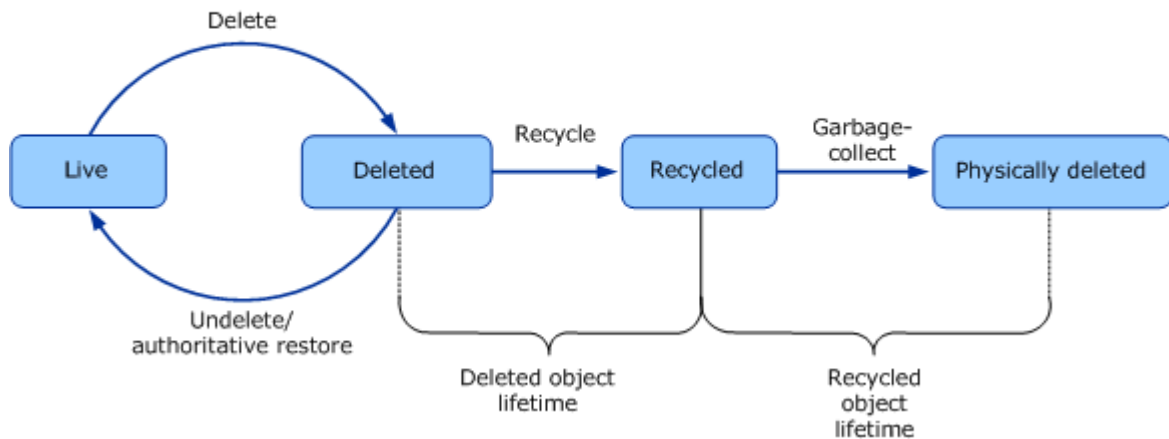 Delete
Live
Deleted
Recycle
Recycled
Garbage-
collect
Physically deleted
Undelete/
authoritative restore
Deleted object
lifetime
Recycled
object
lifetime